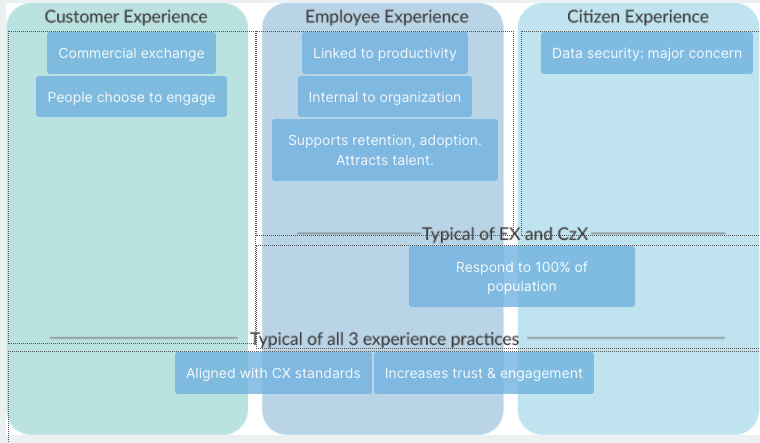 Customer Experience
Employee Experience
Citizen Experience
Commercial exchange
Linked to productivity
Data security: major concern
People choose to engage
Internal to organization
Supports retention, adoption.
Attracts talent.
Typical of EX and CzX
Respond to 100% of
population
Typical of all 3 experience practices
Aligned with CX standards
Increases trust & engagement